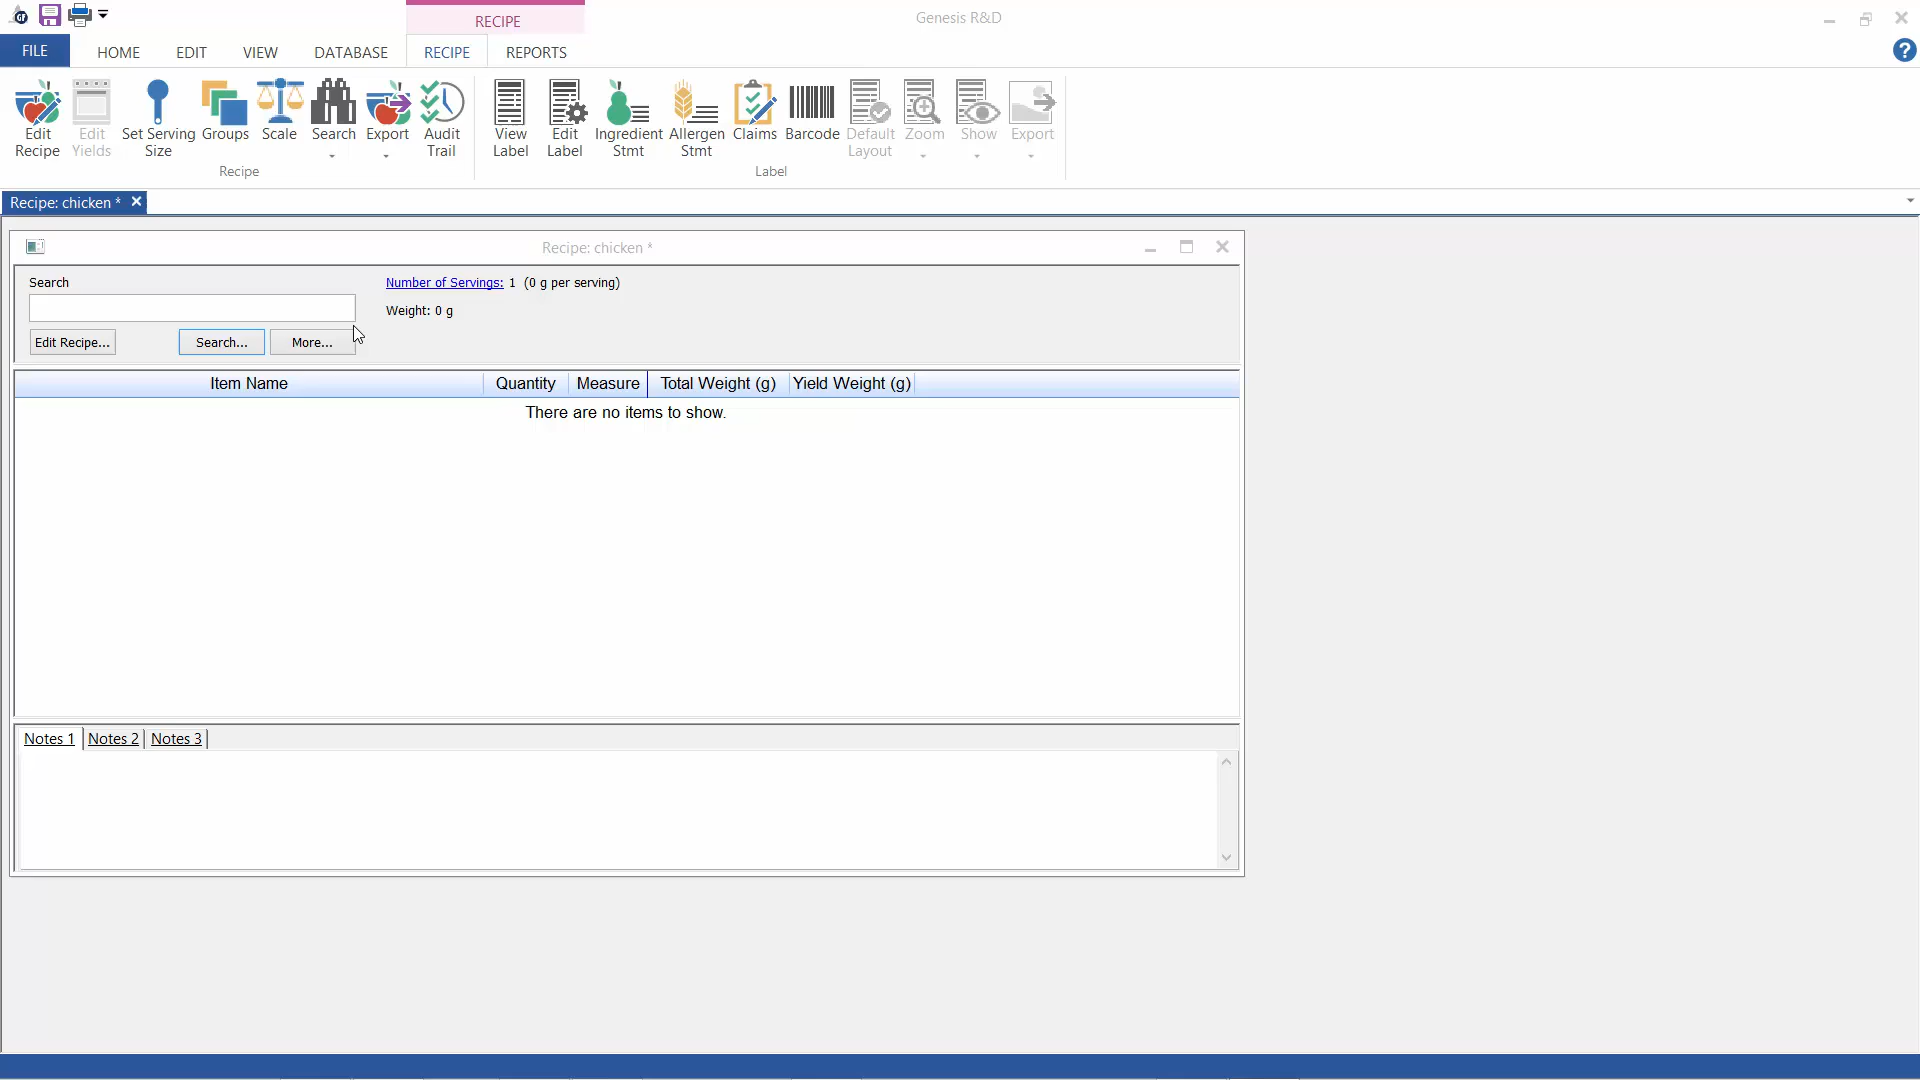 RECIPE
Genesis R&D
FILE HOME EDIT VIEW DATABASE RECIPE REPORTS
Edit Recipe
Edit Yields
Set Serving Size
Groups
Scale
Search
Export
Audit Trail
View Label
Edit Label
Ingredient Stmt
Allergen Stmt
Claims
Barcode
Default Layout
Zoom
Show
Export
Recipe
Label
Recipe: chicken *
Recipe: chicken *
Search
Number of Servings: 1 (0 g per serving)
Weight: 0 g
Edit Recipe... Search... More...
Item Name Quantity Measure Total Weight (g) Yield Weight (g)
There are no items to show.
Notes 1 Notes 2 Notes 3